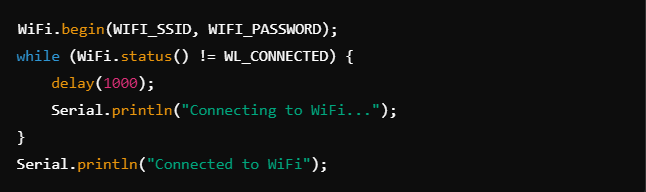 WiFi.begin(WIFI_SSID, WIFI_PASSWORD);
while (WiFi.status() != WL_CONNECTED) {
    delay(1000);
    Serial.println("Connecting to WiFi...");
}
Serial.println("Connected to WiFi");